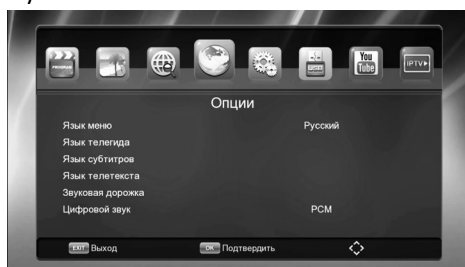 PROGRAM USB You Tube IPTV
Опции
Язык меню Русский
Язык телегида
Язык субтитров
Язык телетекста
Звуковая дорожка
Цифровой звук PCM
EXIT Выход OK Подтвердить